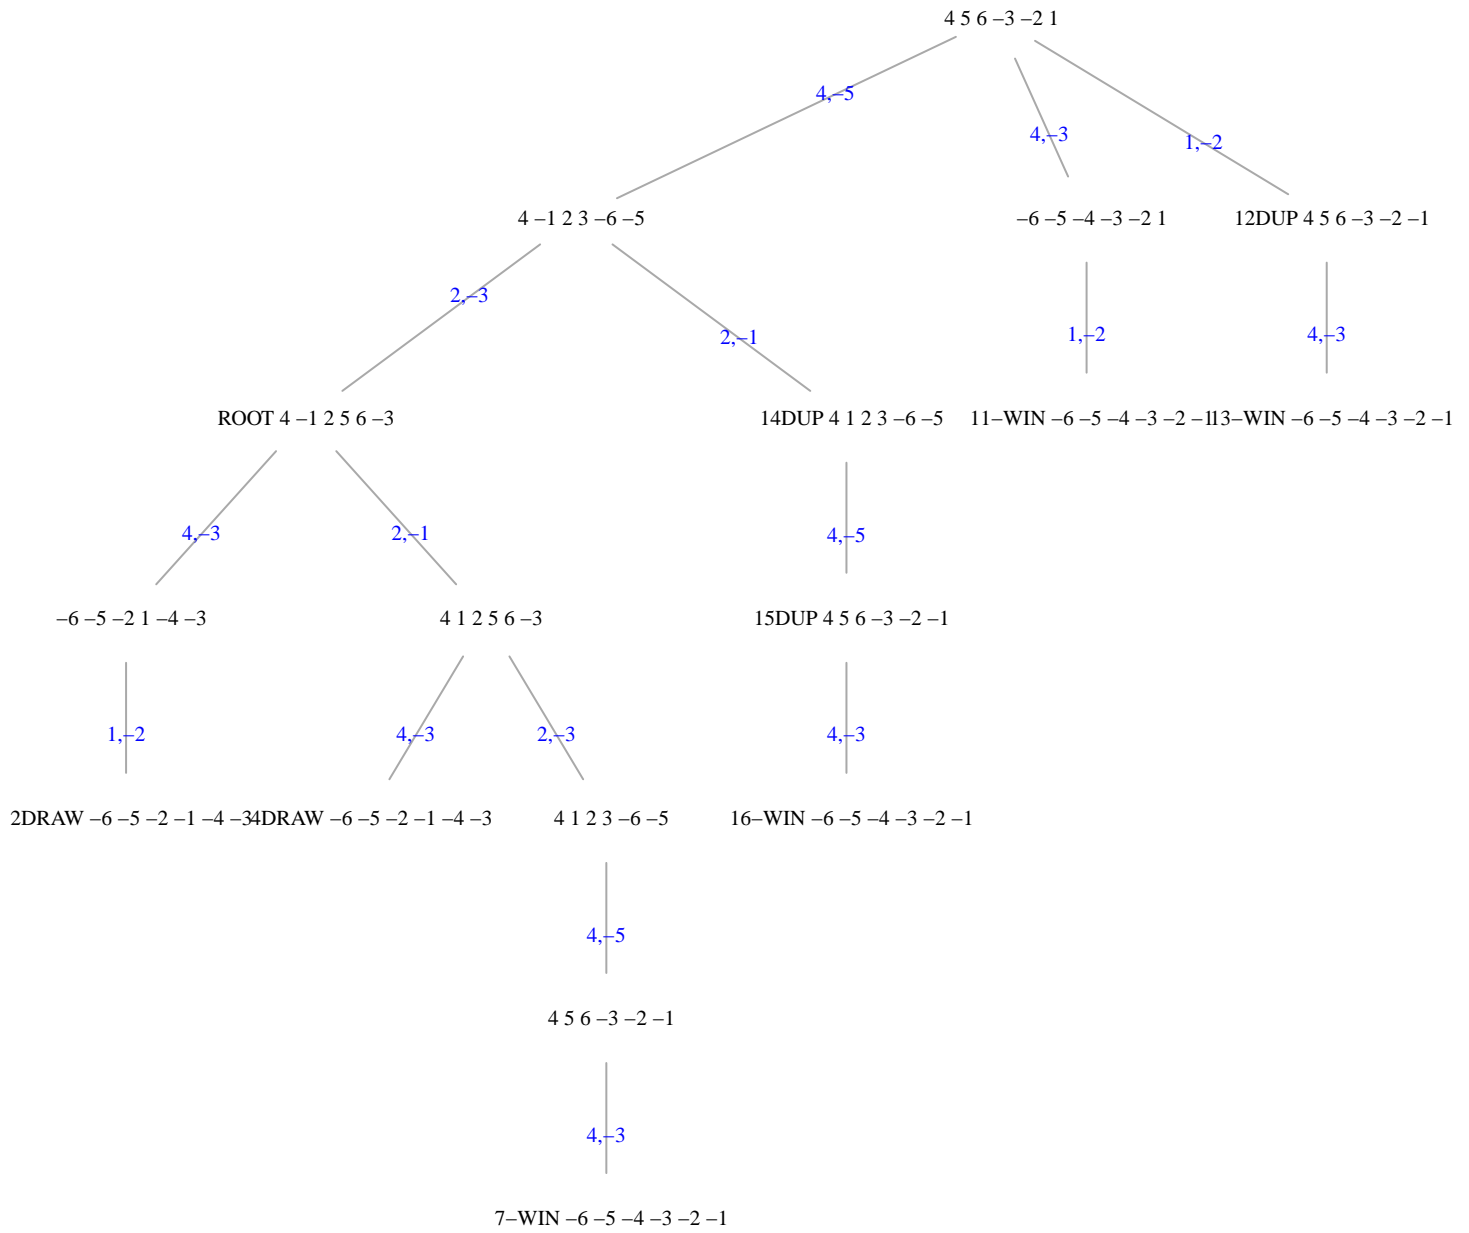 4 5 6 –3 –2 1
4,–5
4,–3
1,–2
4 –1 2 3 –6 –5
–6 –5 –4 –3 –2 1
12DUP 4 5 6 –3 –2 –1
2,–3
2,–1
1,–2
4,–3
ROOT 4 –1 2 5 6 –3
14DUP 4 1 2 3 –6 –5
11–WIN –6 –5 –4 –3 –2 –1
13–WIN –6 –5 –4 –3 –2 –1
4,–3
2,–1
4,–5
–6 –5 –2 1 –4 –3
4 1 2 5 6 –3
15DUP 4 5 6 –3 –2 –1
1,–2
4,–3
2,–3
4,–3
2DRAW –6 –5 –2 –1 –4 –3
4DRAW –6 –5 –2 –1 –4 –3
4 1 2 3 –6 –5
16–WIN –6 –5 –4 –3 –2 –1
4,–5
4 5 6 –3 –2 –1
4,–3
7–WIN –6 –5 –4 –3 –2 –1